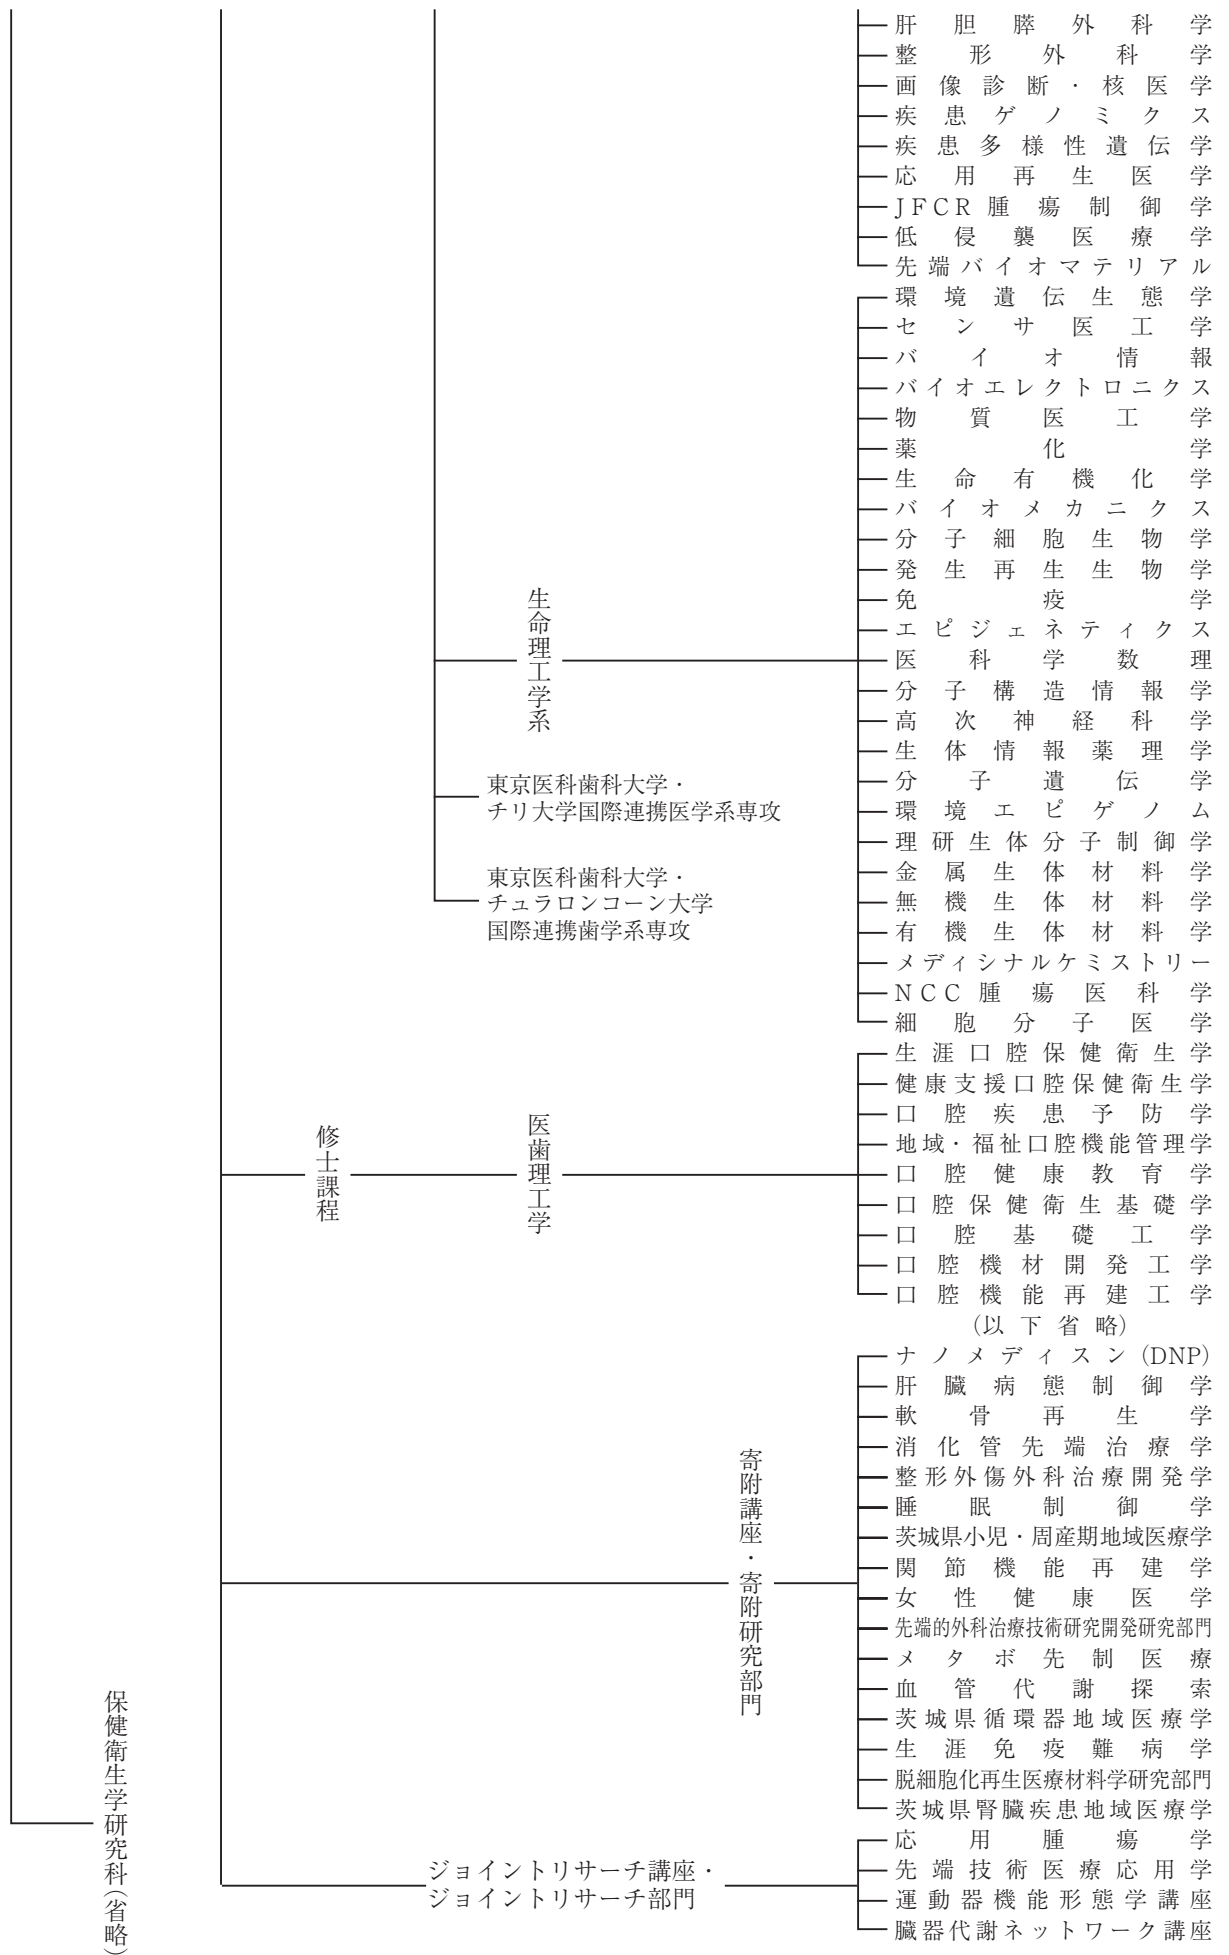 肝胆膵外科学
整形外科学
画像診断・核医学
疾患ゲノミクス
疾患多様性遺伝学
応用再生医学
JFCR腫瘍制御学
低侵襲医療学
先端バイオマテリアル
生命理工学系
環境遺伝生態学
センサ医工学
バイオ情報
バイオエレクトロニクス
物質医工学
薬化学
生命有機化学
バイオメカニクス
分子細胞生物学
発生再生生物学
免疫学
エピジェネティクス
医科学数理
分子構造情報学
高次神経科学
生体情報薬理学
分子遺伝学
環境エピゲノム
理研生体分子制御学
金属生体材料学
無機生体材料学
有機生体材料学
メディシナルケミストリー
NCC腫瘍医科学
細胞分子医学
東京医科歯科大学・
チリ大学国際連携医学系専攻
東京医科歯科大学・
チュラロンコーン大学
国際連携歯学系専攻
修士課程
医歯理工学
生涯口腔保健衛生学
健康支援口腔保健衛生学
口腔疾患予防学
地域・福祉口腔機能管理学
口腔健康教育学
口腔保健衛生基礎学
口腔基礎工学
口腔機材開発工学
口腔機能再建工学
（以下省略）
寄附講座・寄附研究部門
ナノメディスン(DNP)
肝臓病態制御学
軟骨再生学
消化管先端治療学
整形外傷外科治療開発学
睡眠制御学
茨城県小児・周産期地域医療学
関節機能再建学
女性健康医学
先端的外科治療技術研究開発研究部門
メタボ先制医療
血管代謝探索
茨城県循環器地域医療学
生涯免疫難病学
脱細胞化再生医療材料学研究部門
茨城県腎臓疾患地域医療学
ジョイントリサーチ講座・
ジョイントリサーチ部門
応用腫瘍学
先端技術医療応用学
運動器機能形態学講座
臓器代謝ネットワーク講座
保健衛生学研究科（省略）